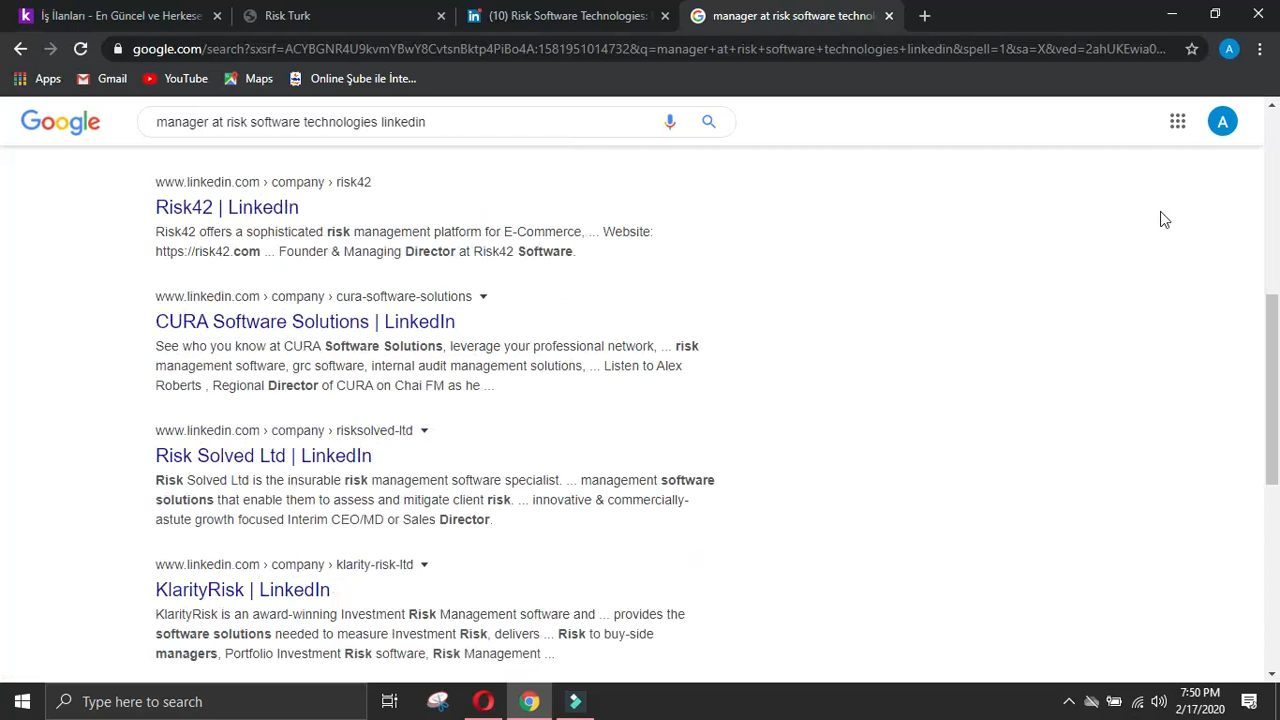 İş İlanları - En Güncel ve Herkese
Risk Turk
(10) Risk Software Technologies:
manager at risk software technolo
google.com/search?sxsrf=ACYBGNR4U9kvmYBwY8CvtsnBktp4PiBo4A:1581951014732&q=manager+at+risk+software+technologies+linkedin&spell=1&sa=X&ved=2ahUKEwia0...
A
Apps
Gmail
YouTube
Maps
Online Şube ile İnte...
Google
manager at risk software technologies linkedin
A
www.linkedin.com › company › risk42
Risk42 | LinkedIn
Risk42 offers a sophisticated risk management platform for E-Commerce, ... Website:
https://risk42.com ... Founder & Managing Director at Risk42 Software.
www.linkedin.com › company › cura-software-solutions
CURA Software Solutions | LinkedIn
See who you know at CURA Software Solutions, leverage your professional network, ... risk
management software, grc software, internal audit management solutions, ... Listen to Alex
Roberts , Regional Director of CURA on Chai FM as he ...
www.linkedin.com › company › risksolved-ltd
Risk Solved Ltd | LinkedIn
Risk Solved Ltd is the insurable risk management software specialist. ... management software
solutions that enable them to assess and mitigate client risk. ... innovative & commercially-
astute growth focused Interim CEO/MD or Sales Director.
www.linkedin.com › company › klarity-risk-ltd
KlarityRisk | LinkedIn
KlarityRisk is an award-winning Investment Risk Management software and ... provides the
software solutions needed to measure Investment Risk, delivers ... Risk to buy-side
managers, Portfolio Investment Risk software, Risk Management ...
Type here to search
7:50 PM
2/17/2020